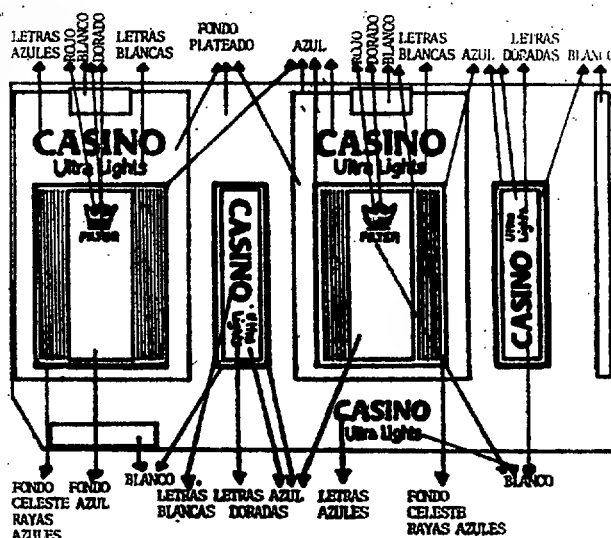 LETRAS
AZULES
ROJO
BLANCO
DORADO
LETRAS
BLANCAS
FONDO
PLATEADO
AZUL
ROJO
DORADO
BLANCO
LETRAS
BLANCAS
AZUL
LETRAS
DORADAS
BLANCO
CASINO
Ultra Lights
FILTER
CASINO
Ultra
Lights
CASINO
Ultra Lights
FILTER
CASINO
Ultra
Lights
CASINO
Ultra Lights
FONDO
CELESTE
RAYAS
AZULES
FONDO
AZUL
BLANCO
LETRAS
BLANCAS
LETRAS
DORADAS
AZUL
LETRAS
AZULES
FONDO
CELESTE
RAYAS AZULES
BLANCO